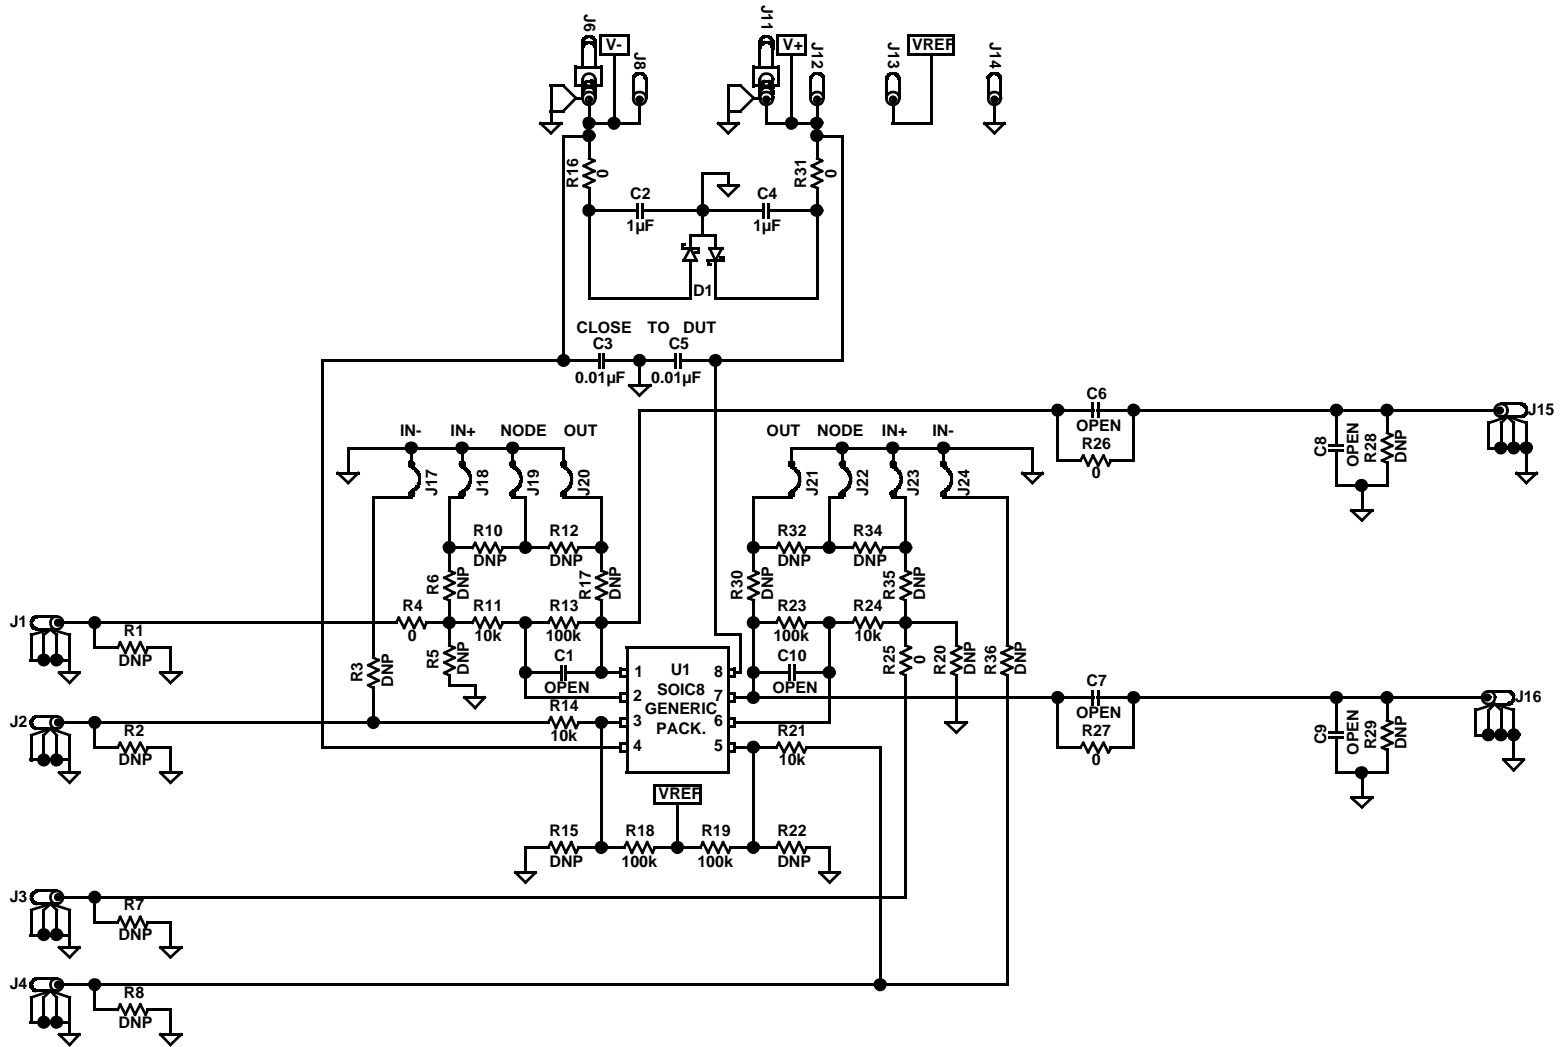 J6
V-
J8
J11
V+
J12
J13
VREF
J14
R16
0
R31
0
C2
1µF
C4
1µF
D1
CLOSE TO DUT
C3
0.01µF
C5
0.01µF
IN- IN+ NODE OUT
J17
J18
J19
J20
OUT NODE IN+ IN-
J21
J22
J23
J24
C6
OPEN
R26
0
C8
OPEN
R28
DNP
J15
R10
DNP
R12
DNP
R32
DNP
R34
DNP
R6
DNP
R17
DNP
R30
DNP
R35
DNP
J1
R1
DNP
R4
0
R11
10k
R13
100k
R23
100k
R24
10k
R3
DNP
R5
DNP
C1
OPEN
U1
SOIC8
GENERIC
PACK.
1
2
3
4
8
7
6
5
C10
OPEN
R25
0
R20
DNP
R36
DNP
C7
OPEN
R27
0
C9
OPEN
R29
DNP
J16
J2
R2
DNP
R14
10k
R21
10k
VREF
R15
DNP
R18
100k
R19
100k
R22
DNP
J3
R7
DNP
J4
R8
DNP